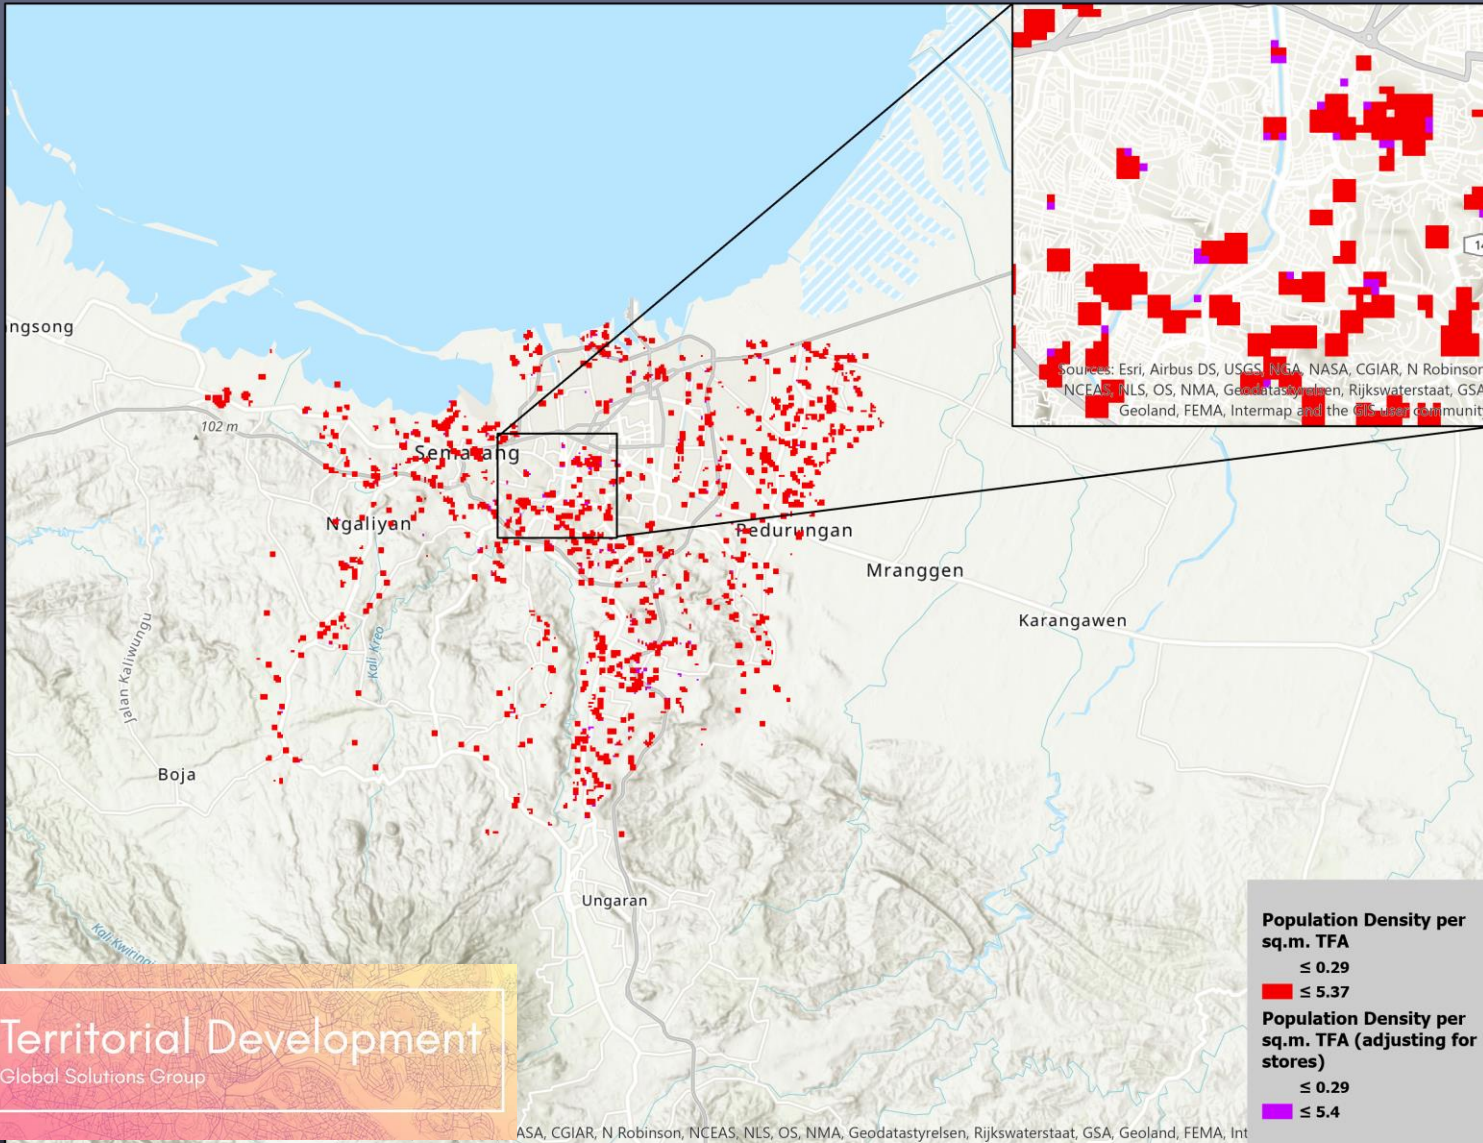 ngsong
102 m
Semarang
Ngaliyan
Pedurungan
Mranggen
Karangawen
Kali Kreo
Jalan Kaliwungu
Boja
Ungaran
Kali Kwiringi
14
Sources: Esri, Airbus DS, USGS, NGA, NASA, CGIAR, N Robinson
NCEAS, NLS, OS, NMA, Geodatastyrelsen, Rijkswaterstaat, GSA
Geoland, FEMA, Intermap and the GIS user communit
Population Density per
sq.m. TFA
≤ 0.29
≤ 5.37
Population Density per
sq.m. TFA (adjusting for
stores)
≤ 0.29
≤ 5.4
Territorial Development
Global Solutions Group
ASA, CGIAR, N Robinson, NCEAS, NLS, OS, NMA, Geodatastyrelsen, Rijkswaterstaat, GSA, Geoland, FEMA, Int